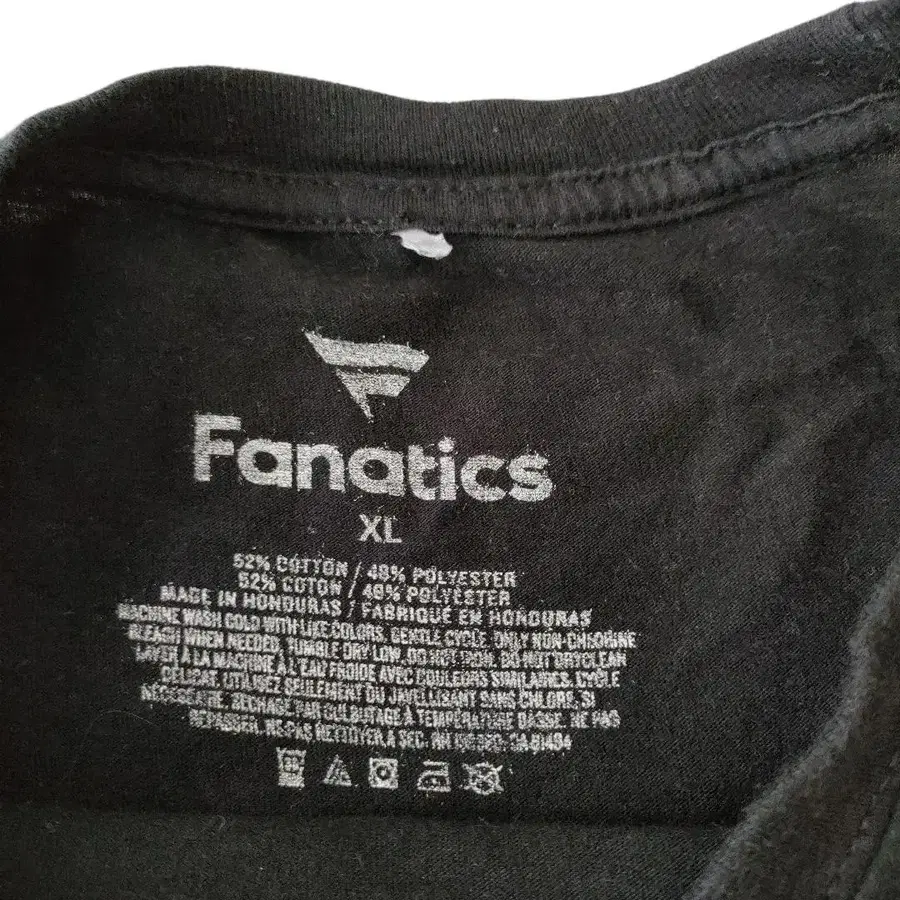 Fanatics
XL
52% COTTON / 48% POLYESTER
52% COTON / 48% POLYESTER
MADE IN HONDURAS / FABRIQUE EN HONDURAS
MACHINE WASH COLD WITH LIKE COLORS, GENTLE CYCLE, ONLY NON-CHLORINE
BLEACH WHEN NEEDED, TUMBLE DRY LOW, DO NOT IRON, DO NOT DRYCLEAN
LAVER À LA MACHINE À L'EAU FROIDE AVEC COULEURS SIMILAIRES, CYCLE
DÉLICAT, UTILISEZ SEULEMENT DU JAVELLISANT SANS CHLORE, SI
NÉCESSAIRE, SÉCHAGE PAR CULBUTAGE À TEMPÉRATURE BASSE, NE PAS
REPASSER, NE PAS NETTOYER À SEC. RN